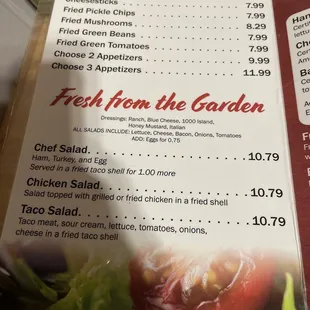 Cheesesticks 7.99
Fried Pickle Chips 7.99
Fried Mushrooms 8.29
Fried Green Beans 7.99
Fried Green Tomatoes 7.99
Choose 2 Appetizers 9.99
Choose 3 Appetizers 11.99
Fresh from the Garden
Dressings: Ranch, Blue Cheese, 1000 Island,
Honey Mustard, Italian
ALL SALADS INCLUDE: Lettuce, Cheese, Bacon, Onions, Tomatoes
ADD: Eggs for 0.75
Chef Salad 10.79
Ham, Turkey, and Egg
Served in a fried taco shell for 1.00 more
Chicken Salad 10.79
Salad topped with grilled or fried chicken in a fried shell
Taco Salad 10.79
Taco meat, sour cream, lettuce, tomatoes, onions,
cheese in a fried taco shell